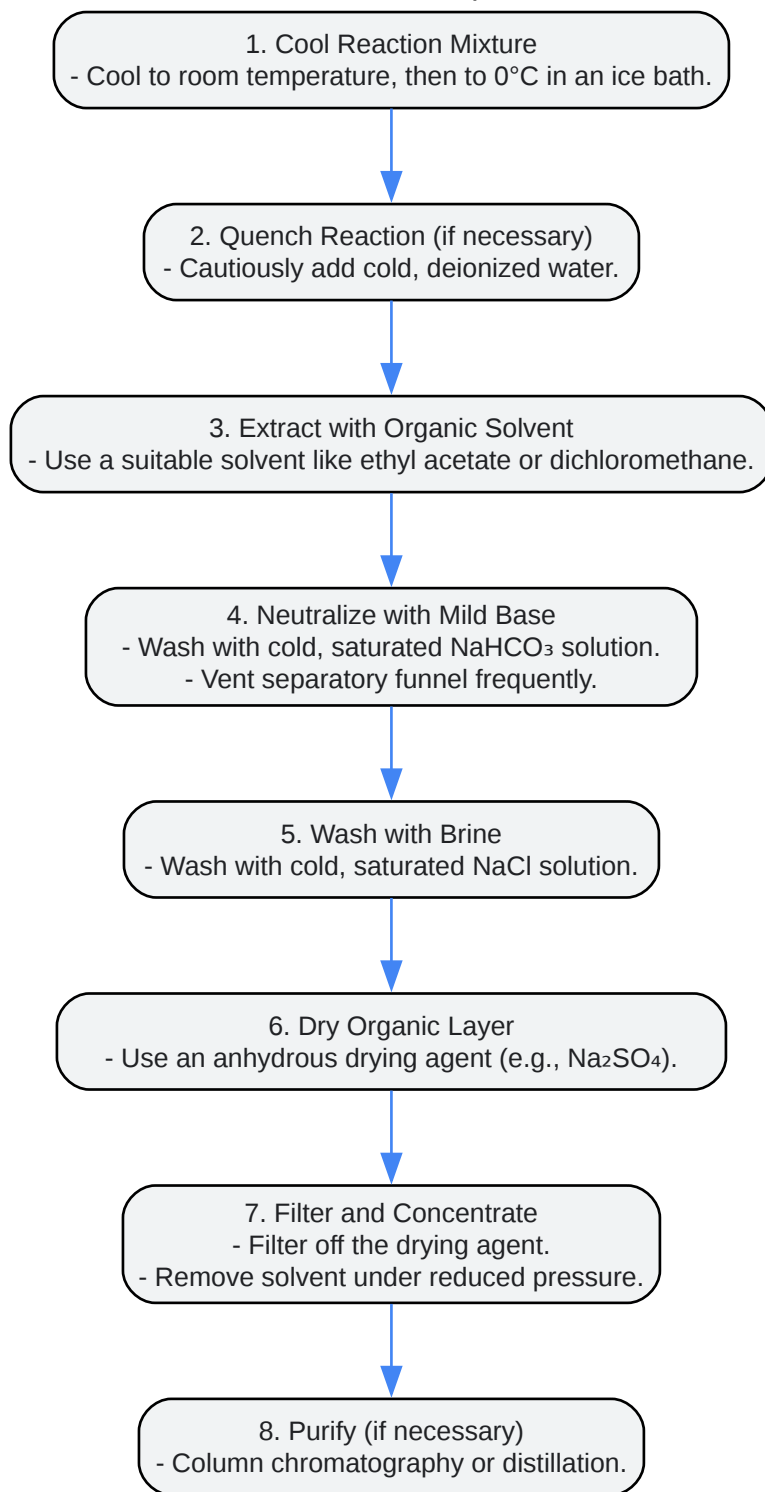 1. Cool Reaction Mixture
- Cool to room temperature, then to 0°C in an ice bath.
2. Quench Reaction (if necessary)
- Cautiously add cold, deionized water.
3. Extract with Organic Solvent
- Use a suitable solvent like ethyl acetate or dichloromethane.
4. Neutralize with Mild Base
- Wash with cold, saturated NaHCO₃ solution.
- Vent separatory funnel frequently.
5. Wash with Brine
- Wash with cold, saturated NaCl solution.
6. Dry Organic Layer
- Use an anhydrous drying agent (e.g., Na₂SO₄).
7. Filter and Concentrate
- Filter off the drying agent.
- Remove solvent under reduced pressure.
8. Purify (if necessary)
- Column chromatography or distillation.